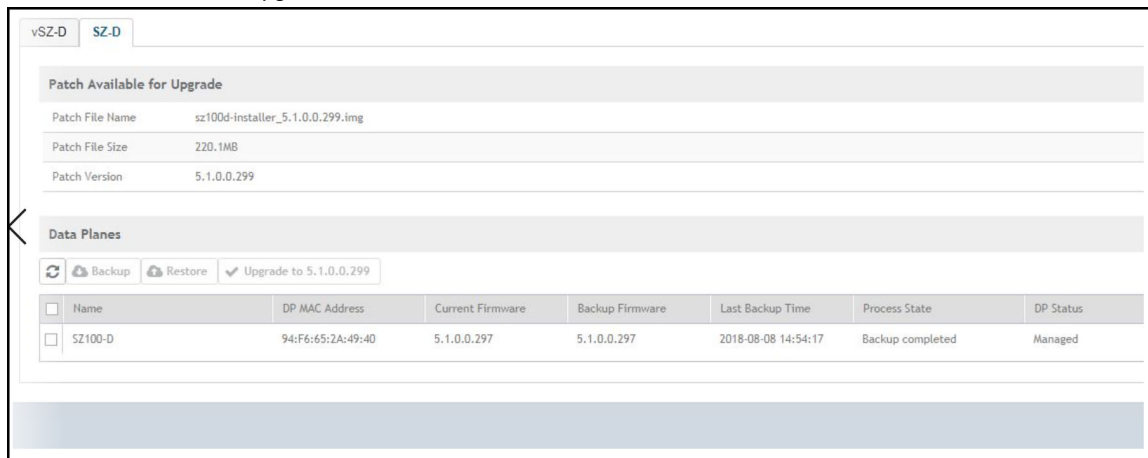 vSZ-D SZ-D
Patch Available for Upgrade
Patch File Name sz100d-installer_5.1.0.0.299.img
Patch File Size 220.1MB
Patch Version 5.1.0.0.299
Data Planes
Backup Restore Upgrade to 5.1.0.0.299
Name DP MAC Address Current Firmware Backup Firmware Last Backup Time Process State DP Status
SZ100-D 94:F6:65:2A:49:40 5.1.0.0.297 5.1.0.0.297 2018-08-08 14:54:17 Backup completed Managed